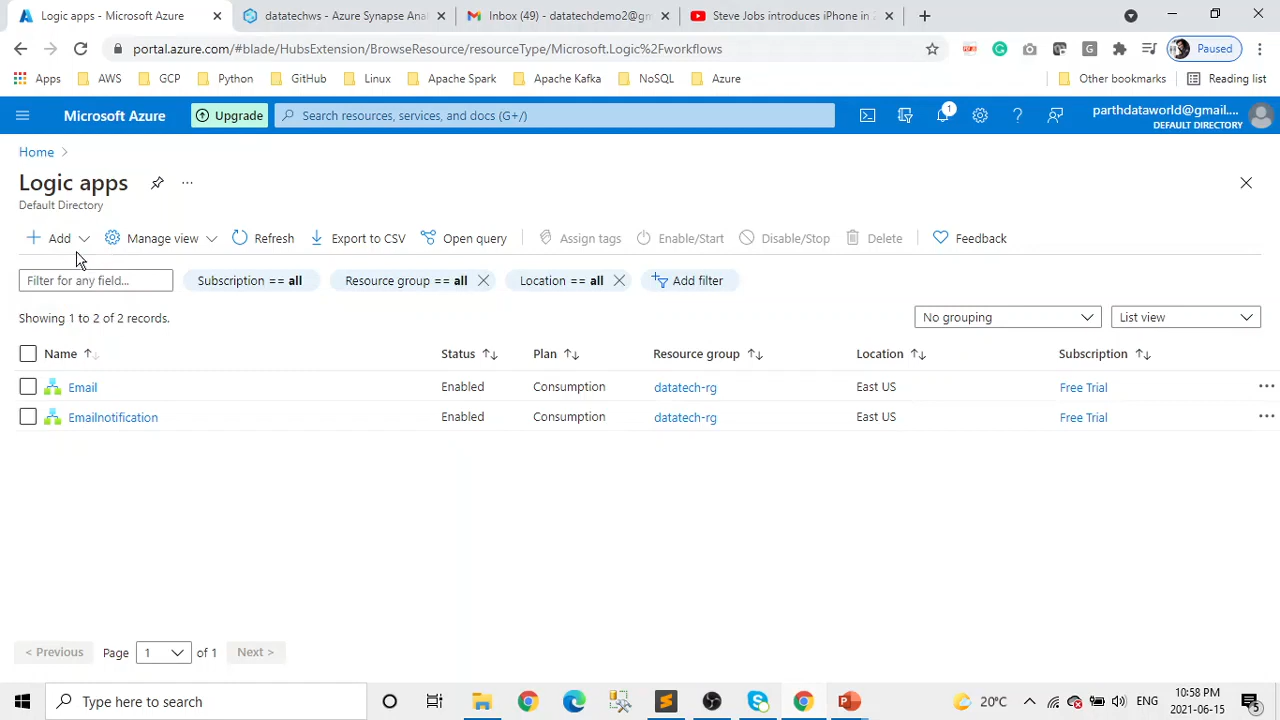 Logic apps - Microsoft Azure
datatechws - Azure Synapse Analy
Inbox (49) - datatechdemo2@gma
Steve Jobs introduces iPhone in 2
portal.azure.com/#blade/HubsExtension/BrowseResource/resourceType/Microsoft.Logic%2Fworkflows
Paused
Apps
AWS
GCP
Python
GitHub
Linux
Apache Spark
Apache Kafka
NoSQL
Azure
Other bookmarks
Reading list
Microsoft Azure
Upgrade
Search resources, services, and docs (G+/)
1
parthdataworld@gmail....
DEFAULT DIRECTORY
Home >
Logic apps
Default Directory
Add
Manage view
Refresh
Export to CSV
Open query
Assign tags
Enable/Start
Disable/Stop
Delete
Feedback
Filter for any field...
Subscription == all
Resource group == all
Location == all
Add filter
Showing 1 to 2 of 2 records.
No grouping
List view
Name
Status
Plan
Resource group
Location
Subscription
Email
Enabled
Consumption
datatech-rg
East US
Free Trial
Emailnotification
Enabled
Consumption
datatech-rg
East US
Free Trial
< Previous
Page
1
of 1
Next >
Type here to search
20°C
ENG
10:58 PM
2021-06-15
5